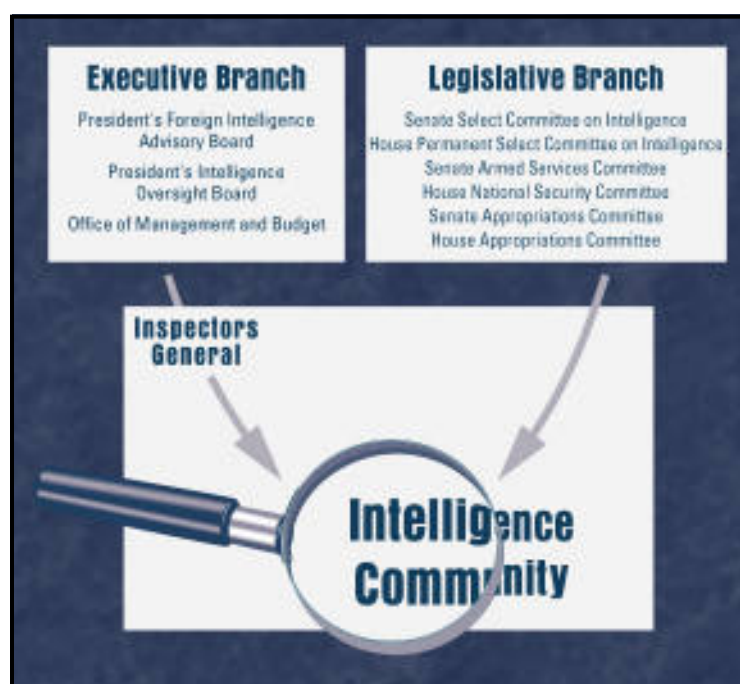 Executive Branch
President's Foreign Intelligence
Advisory Board
President's Intelligence
Oversight Board
Office of Management and Budget
Legislative Branch
Senate Select Committee on Intelligence
House Permanent Select Committee on Intelligence
Senate Armed Services Committee
House National Security Committee
Senate Appropriations Committee
House Appropriations Committee
Inspectors
General
Intelligence
Community